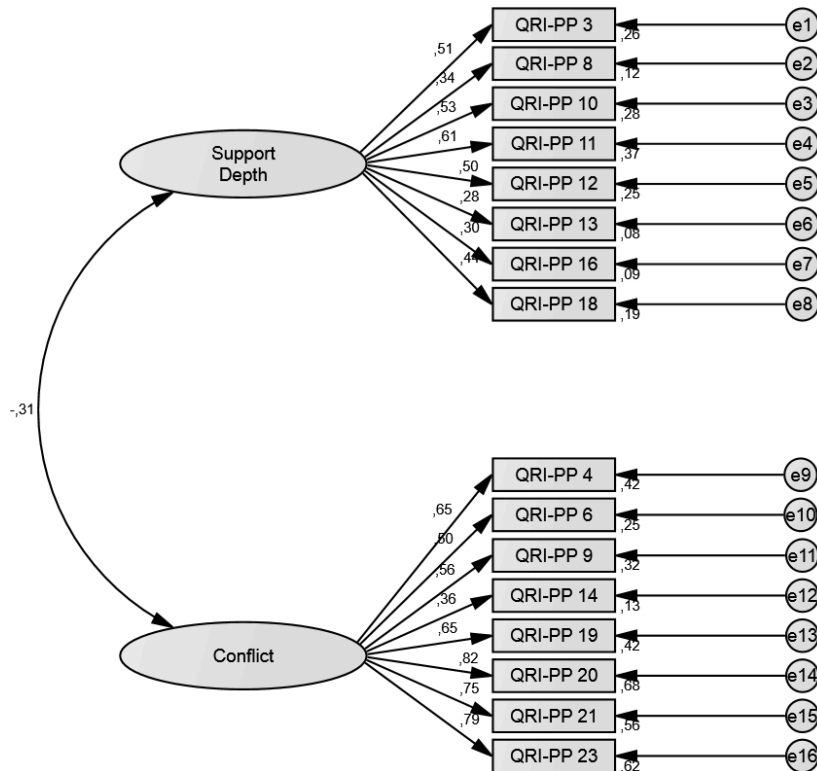 QRI-PP 3
,26
e1
,51
QRI-PP 8
,12
e2
,34
QRI-PP 10
,28
e3
,53
QRI-PP 11
,37
e4
,61
Support
Depth
QRI-PP 12
,25
e5
,50
QRI-PP 13
,08
e6
,28
QRI-PP 16
,09
e7
,30
QRI-PP 18
,19
e8
,44
-,31
QRI-PP 4
,42
e9
,65
QRI-PP 6
,25
e10
,50
QRI-PP 9
,32
e11
,56
QRI-PP 14
,13
e12
,36
Conflict
QRI-PP 19
,42
e13
,65
QRI-PP 20
,68
e14
,82
QRI-PP 21
,56
e15
,75
QRI-PP 23
,62
e16
,79